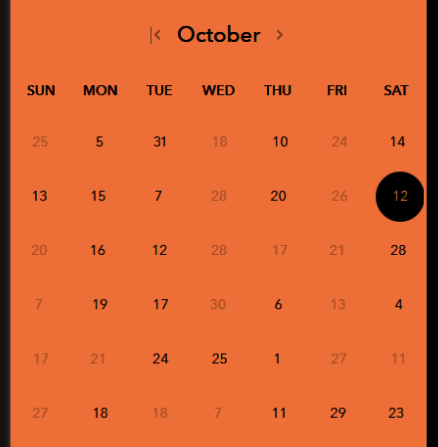 |< October >
SUN MON TUE WED THU FRI SAT
25 5 31 18 10 24 14
13 15 7 28 20 26 12
20 16 12 28 17 21 28
7 19 17 30 6 13 4
17 21 24 25 1 27 11
27 18 18 7 11 29 23